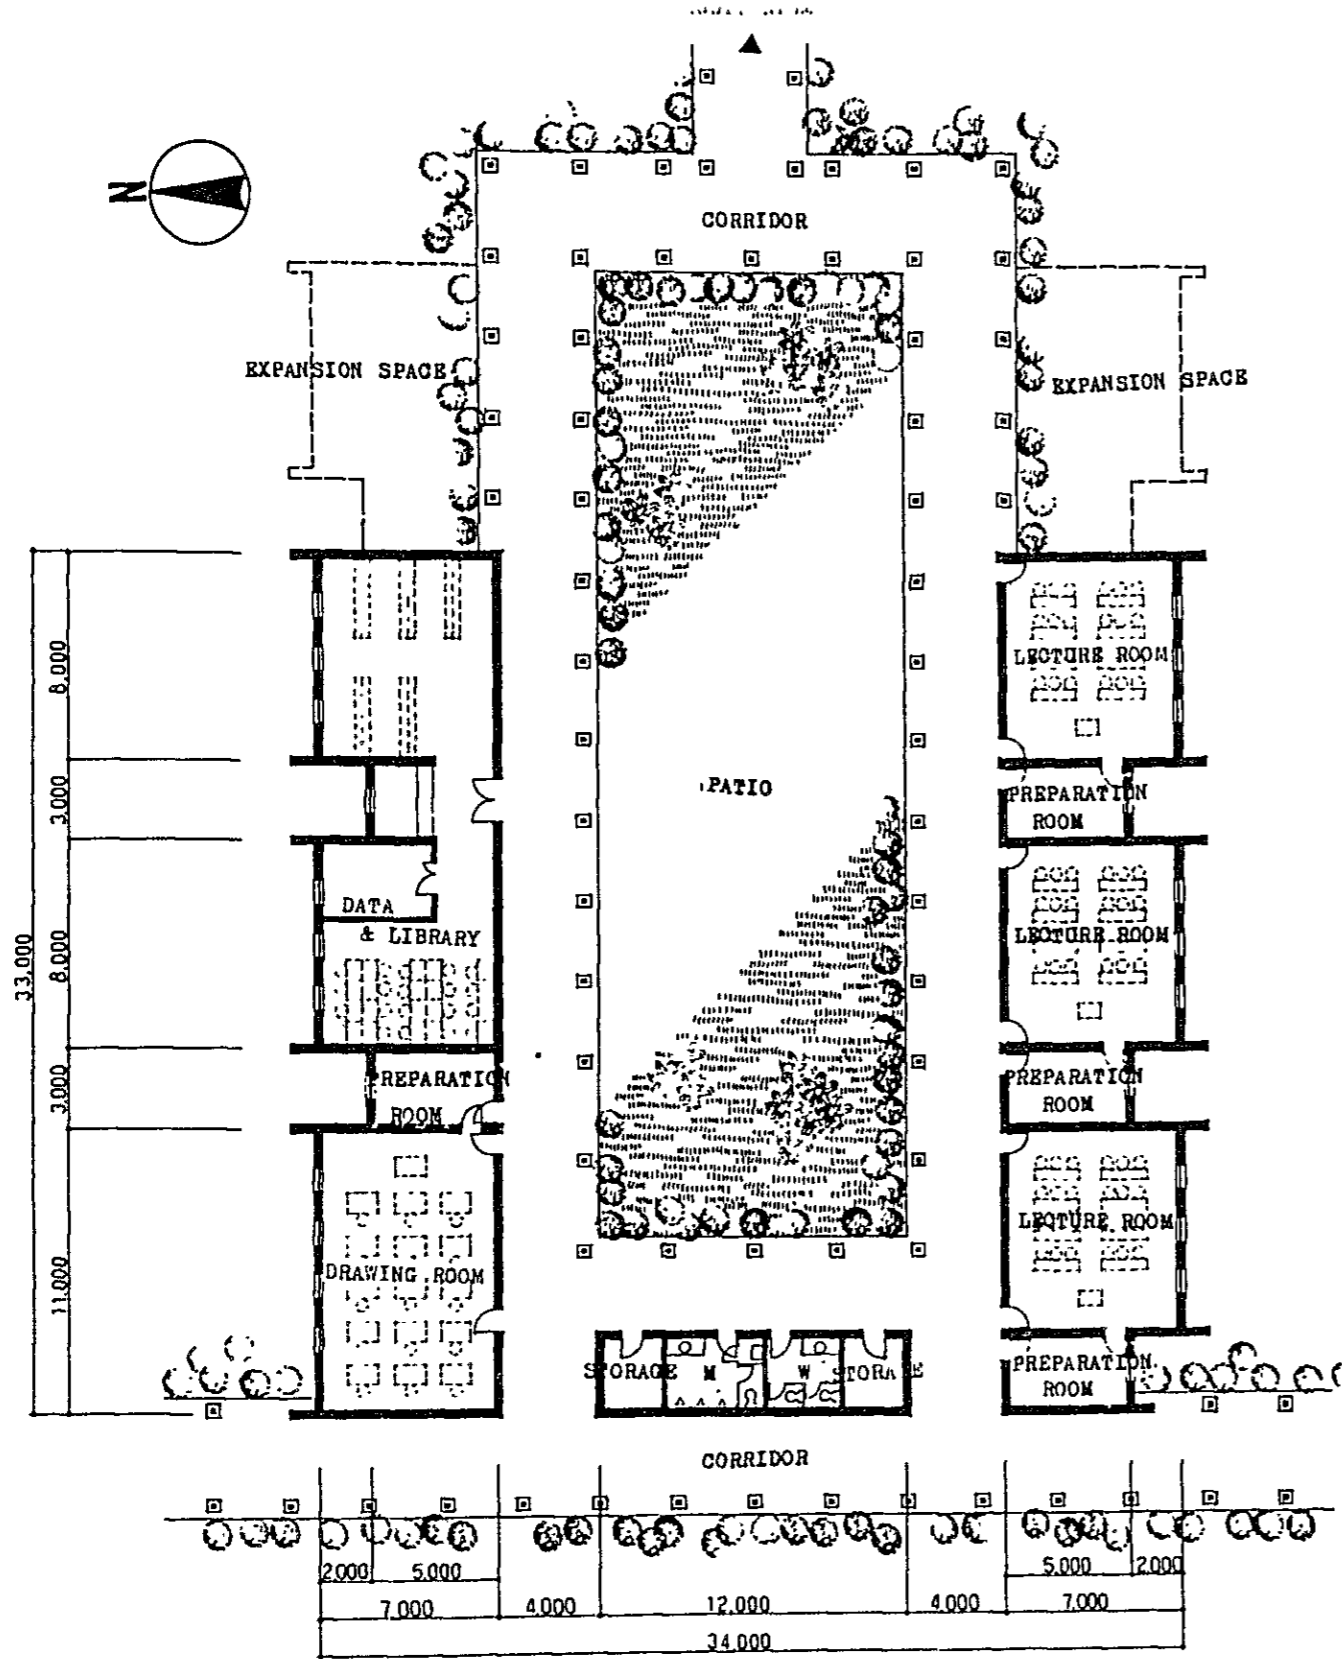 N
CORRIDOR
EXPANSION SPACE
EXPANSION SPACE
8.000
3.000
8.000
3.000
11.000
33.000
LECTURE ROOM
PREPARATION
ROOM
PATIO
DATA
& LIBRARY
LECTURE ROOM
PREPARATION
ROOM
PREPARATION
ROOM
LECTURE ROOM
DRAWING ROOM
STORAGE
M
W
STORAGE
PREPARATION
ROOM
CORRIDOR
2.000
5.000
5.000
2.000
7.000
4.000
12.000
4.000
7.000
34.000